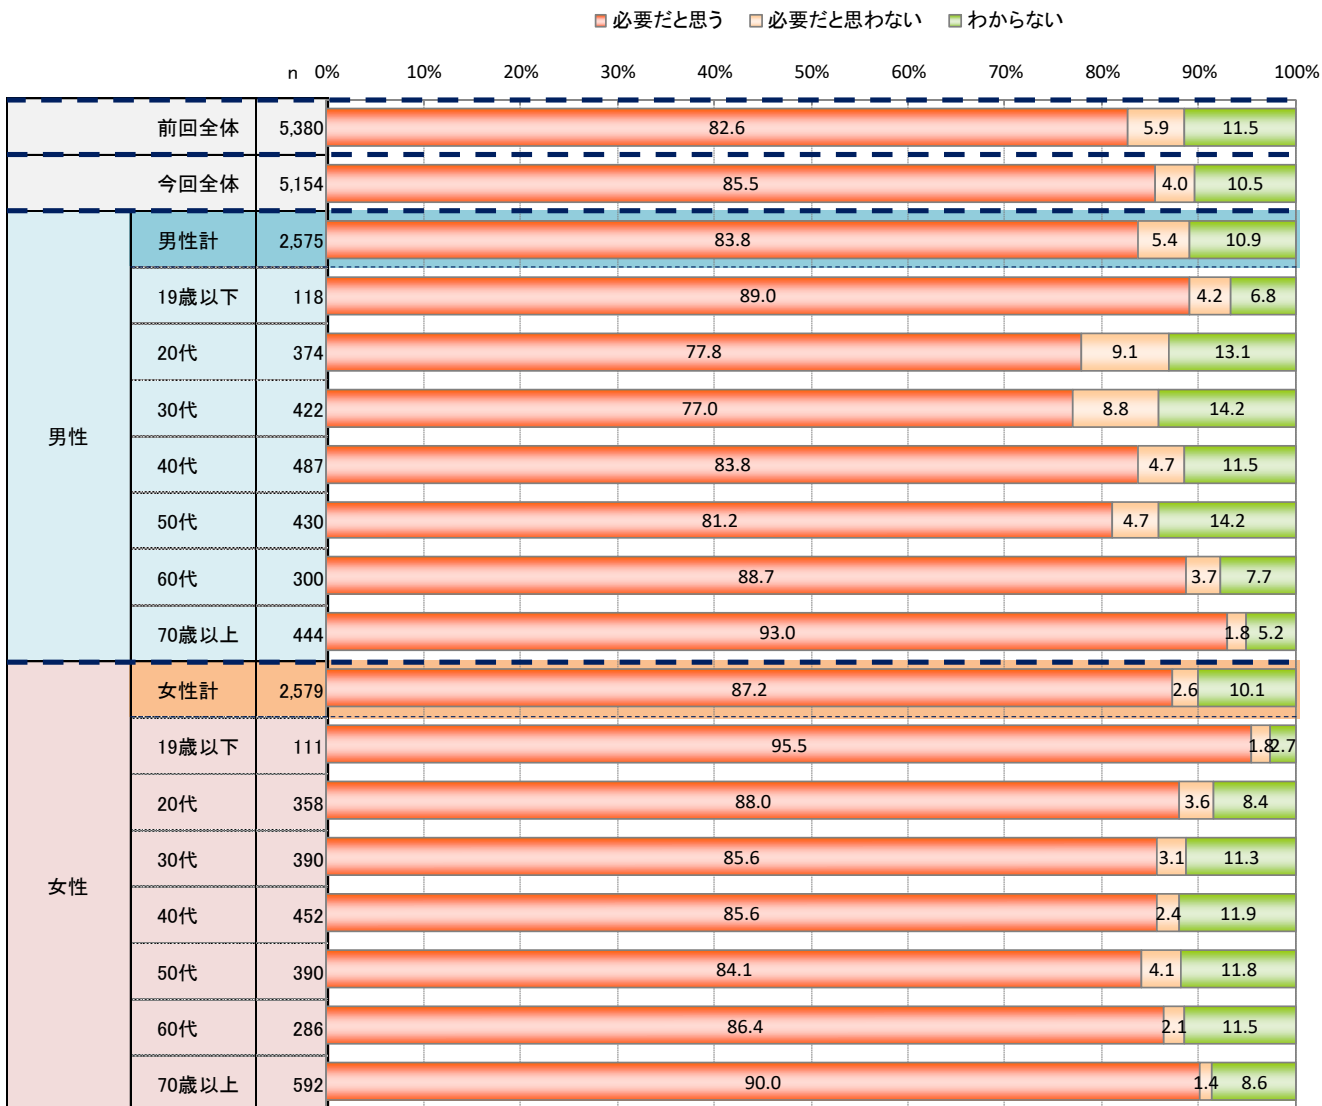 必要だと思う 必要だと思わない わからない
n 0% 10% 20% 30% 40% 50% 60% 70% 80% 90% 100%
前回全体 5,380 82.6 5.9 11.5
今回全体 5,154 85.5 4.0 10.5
男性
男性計 2,575 83.8 5.4 10.9
19歳以下 118 89.0 4.2 6.8
20代 374 77.8 9.1 13.1
30代 422 77.0 8.8 14.2
40代 487 83.8 4.7 11.5
50代 430 81.2 4.7 14.2
60代 300 88.7 3.7 7.7
70歳以上 444 93.0 1.8 5.2
女性
女性計 2,579 87.2 2.6 10.1
19歳以下 111 95.5 1.8 2.7
20代 358 88.0 3.6 8.4
30代 390 85.6 3.1 11.3
40代 452 85.6 2.4 11.9
50代 390 84.1 4.1 11.8
60代 286 86.4 2.1 11.5
70歳以上 592 90.0 1.4 8.6